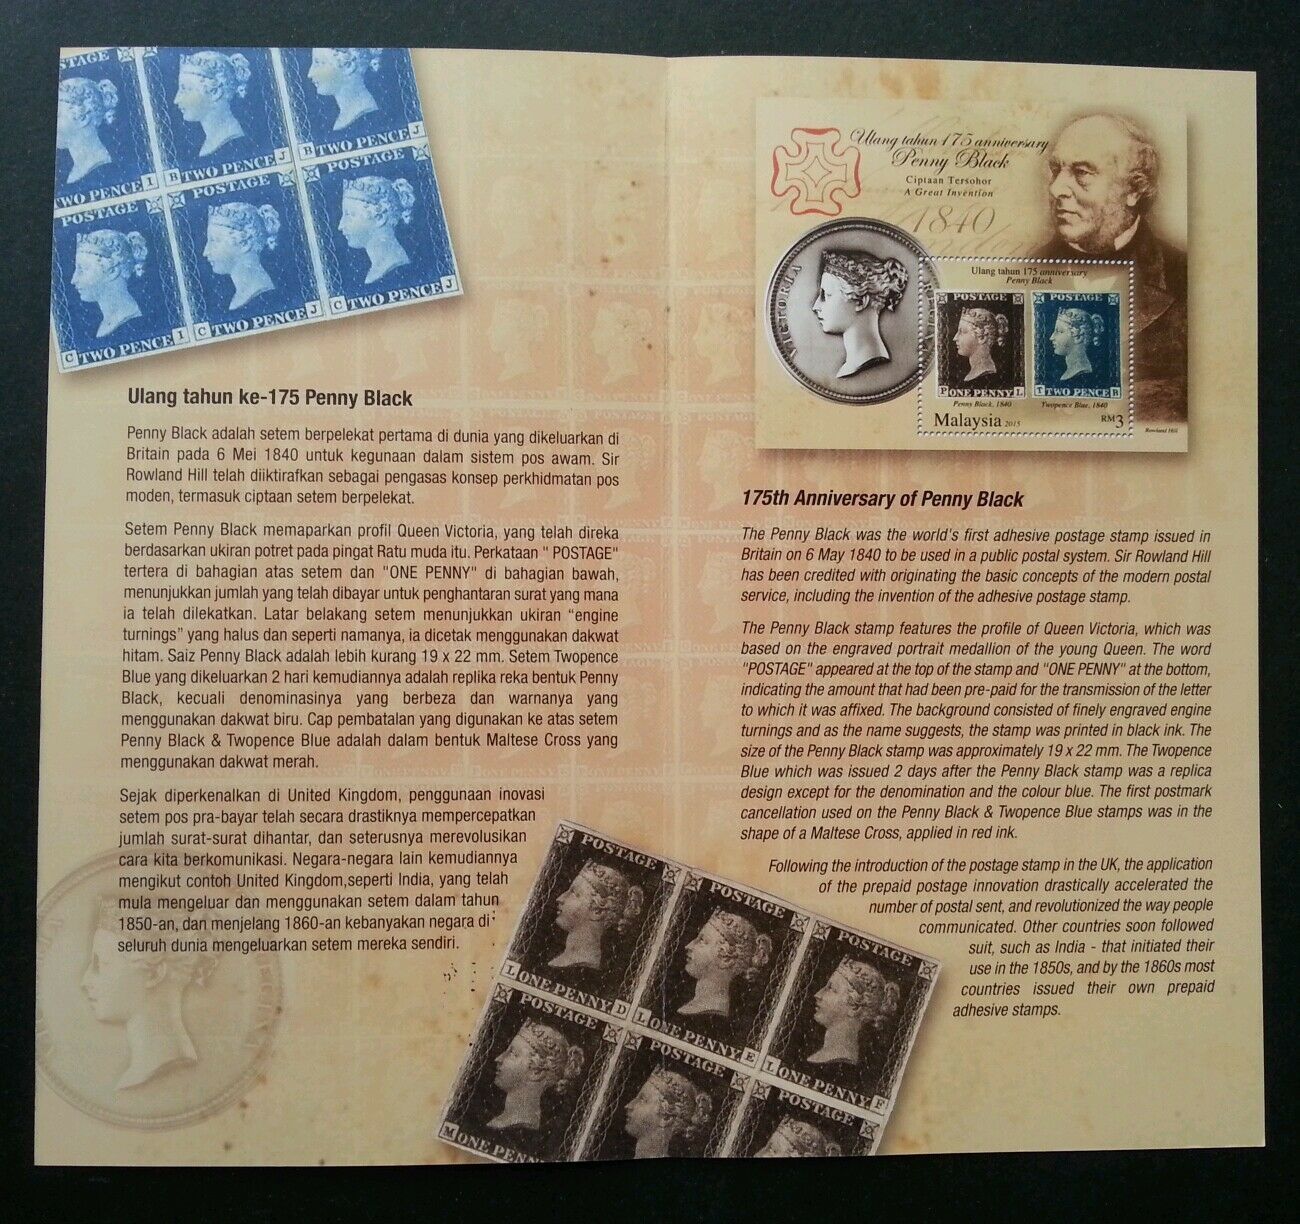 STAGE
TWO PENCE I
B TWO PENCE J
B TWO PENCE J
POSTAGE
POSTAGE
POSTAGE
C TWO PENCE I
C TWO PENCE J
C TWO PENCE J
Ulang tahun ke-175 Penny Black
Penny Black adalah setem berpelekat pertama di dunia yang dikeluarkan di
Britain pada 6 Mei 1840 untuk kegunaan dalam sistem pos awam. Sir
Rowland Hill telah diiktirafkan sebagai pengasas konsep perkhidmatan pos
moden, termasuk ciptaan setem berpelekat.
Setem Penny Black memaparkan profil Queen Victoria, yang telah direka
berdasarkan ukiran potret pada pingat Ratu muda itu. Perkataan " POSTAGE"
tertera di bahagian atas setem dan "ONE PENNY" di bahagian bawah,
menunjukkan jumlah yang telah dibayar untuk penghantaran surat yang mana
ia telah dilekatkan. Latar belakang setem menunjukkan ukiran “engine
turnings” yang halus dan seperti namanya, ia dicetak menggunakan dakwat
hitam. Saiz Penny Black adalah lebih kurang 19 x 22 mm. Setem Twopence
Blue yang dikeluarkan 2 hari kemudiannya adalah replika reka bentuk Penny
Black, kecuali denominasinya yang berbeza dan warnanya yang
menggunakan dakwat biru. Cap pembatalan yang digunakan ke atas setem
Penny Black & Twopence Blue adalah dalam bentuk Maltese Cross yang
menggunakan dakwat merah.
Sejak diperkenalkan di United Kingdom, penggunaan inovasi
setem pos pra-bayar telah secara drastiknya mempercepatkan
jumlah surat-surat dihantar, dan seterusnya merevolusikan
cara kita berkomunikasi. Negara-negara lain kemudiannya
mengikut contoh United Kingdom,seperti India, yang telah
mula mengeluar dan menggunakan setem dalam tahun
1850-an, dan menjelang 1860-an kebanyakan negara di
seluruh dunia mengeluarkan setem mereka sendiri.
POSTAGE
POSTAGE
POSTAGE
L ONE PENNY D
L ONE PENNY E
L ONE PENNY F
POSTAGE
POSTAGE
POSTAGE
M ONE PENNY
Ulang tahun 175 anniversary
Penny Black
Ciptaan Tersohor
A Great Invention
1840
VICTORIA
Ulang tahun 175 anniversary
Penny Black
POSTAGE
POSTAGE
P ONE PENNY L
T TWO PENCE B
Penny Black, 1840
Twopence Blue, 1840
Malaysia 2015
RM3
Rowland Hill
175th Anniversary of Penny Black
The Penny Black was the world's first adhesive postage stamp issued in
Britain on 6 May 1840 to be used in a public postal system. Sir Rowland Hill
has been credited with originating the basic concepts of the modern postal
service, including the invention of the adhesive postage stamp.
The Penny Black stamp features the profile of Queen Victoria, which was
based on the engraved portrait medallion of the young Queen. The word
"POSTAGE" appeared at the top of the stamp and "ONE PENNY" at the bottom,
indicating the amount that had been pre-paid for the transmission of the letter
to which it was affixed. The background consisted of finely engraved engine
turnings and as the name suggests, the stamp was printed in black ink. The
size of the Penny Black stamp was approximately 19 x 22 mm. The Twopence
Blue which was issued 2 days after the Penny Black stamp was a replica
design except for the denomination and the colour blue. The first postmark
cancellation used on the Penny Black & Twopence Blue stamps was in the
shape of a Maltese Cross, applied in red ink.
Following the introduction of the postage stamp in the UK, the application
of the prepaid postage innovation drastically accelerated the
number of postal sent, and revolutionized the way people
communicated. Other countries soon followed
suit, such as India - that initiated their
use in the 1850s, and by the 1860s most
countries issued their own prepaid
adhesive stamps.